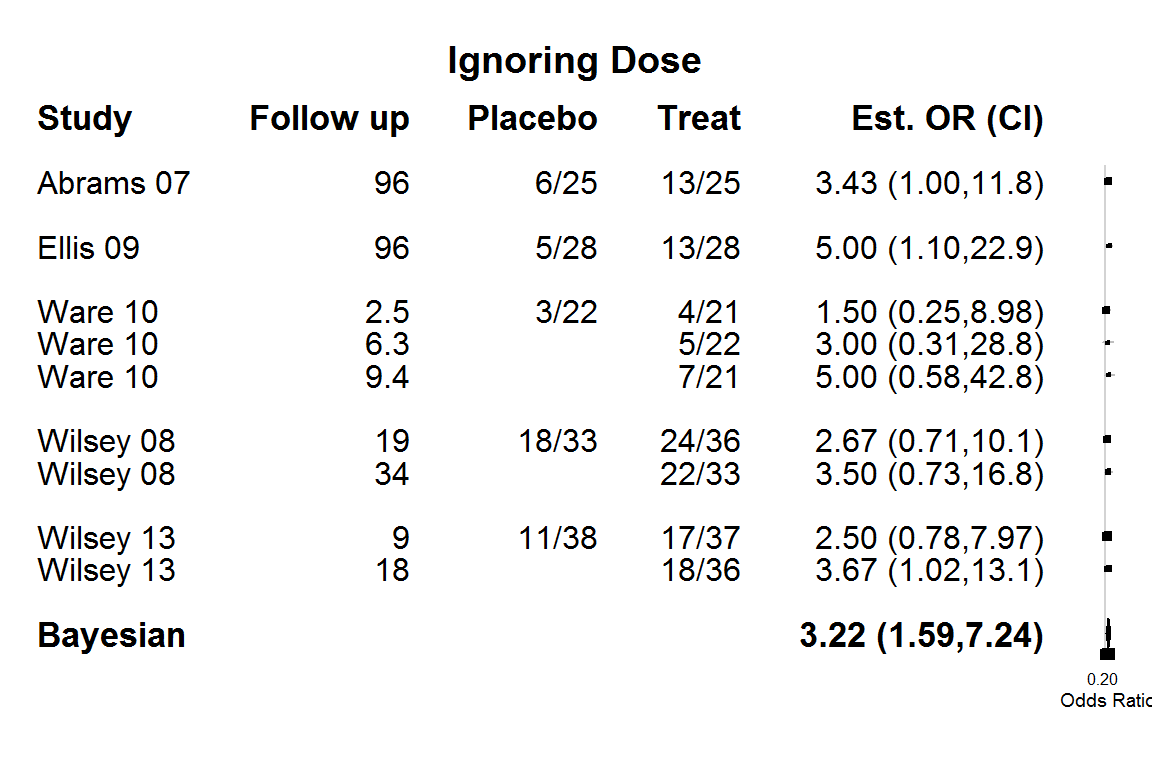 Ignoring Dose
Study Follow up Placebo Treat Est. OR (CI)
Abrams 07 96 6/25 13/25 3.43 (1.00,11.8)
Ellis 09 96 5/28 13/28 5.00 (1.10,22.9)
Ware 10 2.5 3/22 4/21 1.50 (0.25,8.98)
Ware 10 6.3 5/22 3.00 (0.31,28.8)
Ware 10 9.4 7/21 5.00 (0.58,42.8)
Wilsey 08 19 18/33 24/36 2.67 (0.71,10.1)
Wilsey 08 34 22/33 3.50 (0.73,16.8)
Wilsey 13 9 11/38 17/37 2.50 (0.78,7.97)
Wilsey 13 18 18/36 3.67 (1.02,13.1)
Bayesian 3.22 (1.59,7.24)
0.20
Odds Ratio